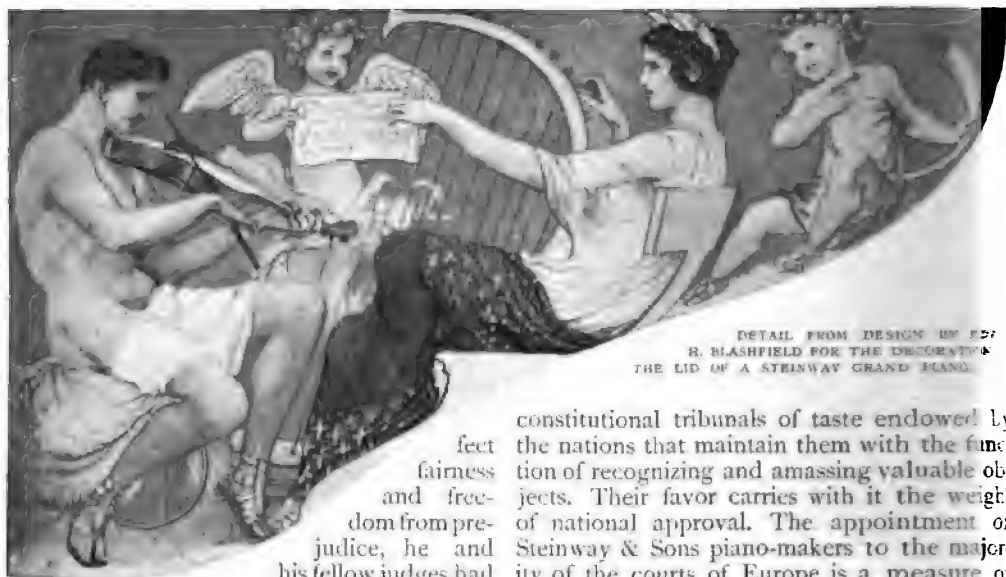 DETAIL FROM DESIGN BY
H. BLASHFIELD FOR THE DECORATION
THE LID OF A STEINWAY GRAND PIANO
fect
fairness
and free-
dom from pre-
judice, he and
his fellow judges had
constitutional tribunals of taste endowed by
the nations that maintain them with the func-
tion of recognizing and amassing valuable ob-
jects. Their favor carries with it the weight
of national approval. The appointment of
Steinway & Sons piano-makers to the major-
ity of the courts of Europe is a measure of